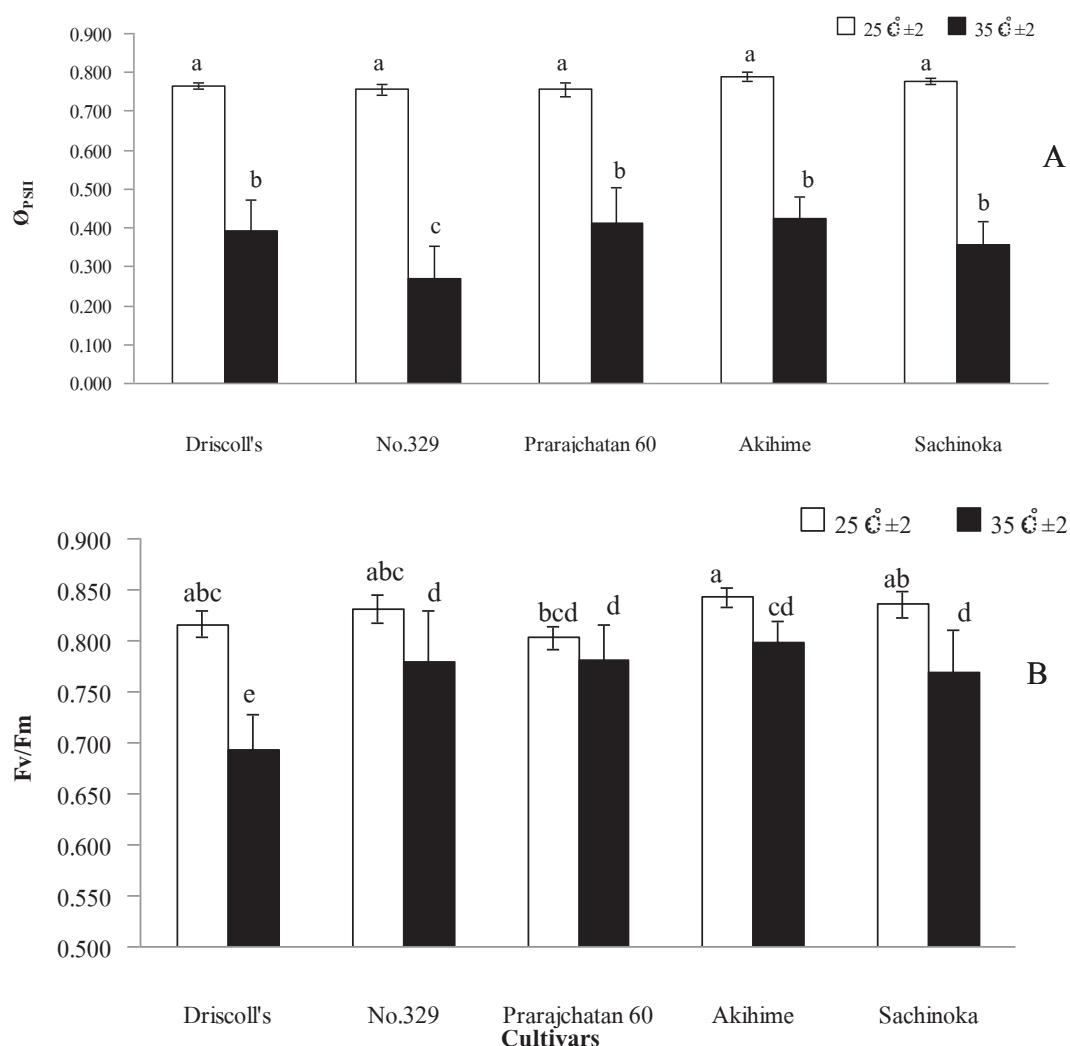 0.900
25 C̊ ±2 35 C̊ ±2
0.800
0.700
0.600
0.500
0.400
0.300
0.200
0.100
0.000
ØPSII
a b a c a b a b a b
A
Driscoll's No.329 Prarajchatan 60 Akihime Sachinoka
25 C̊ ±2 35 C̊ ±2
0.900
0.850
0.800
0.750
0.700
0.650
0.600
0.550
0.500
Fv/Fm
abc e abc d bcd d a cd ab d
B
Driscoll's No.329 Prarajchatan 60 Akihime Sachinoka
Cultivars